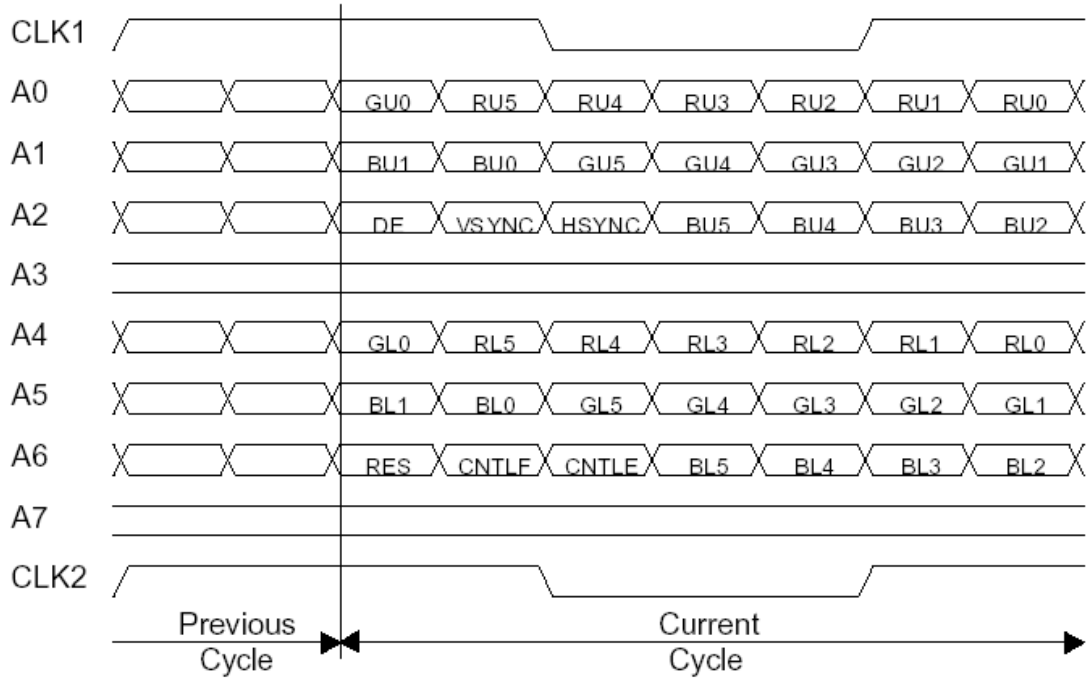 CLK1
A0 GU0 RU5 RU4 RU3 RU2 RU1 RU0
A1 BU1 BU0 GU5 GU4 GU3 GU2 GU1
A2 DE VSYNC HSYNC BU5 BU4 BU3 BU2
A3
A4 GL0 RL5 RL4 RL3 RL2 RL1 RL0
A5 BL1 BL0 GL5 GL4 GL3 GL2 GL1
A6 RES CNTLF CNTLE BL5 BL4 BL3 BL2
A7
CLK2
Previous Current
Cycle Cycle